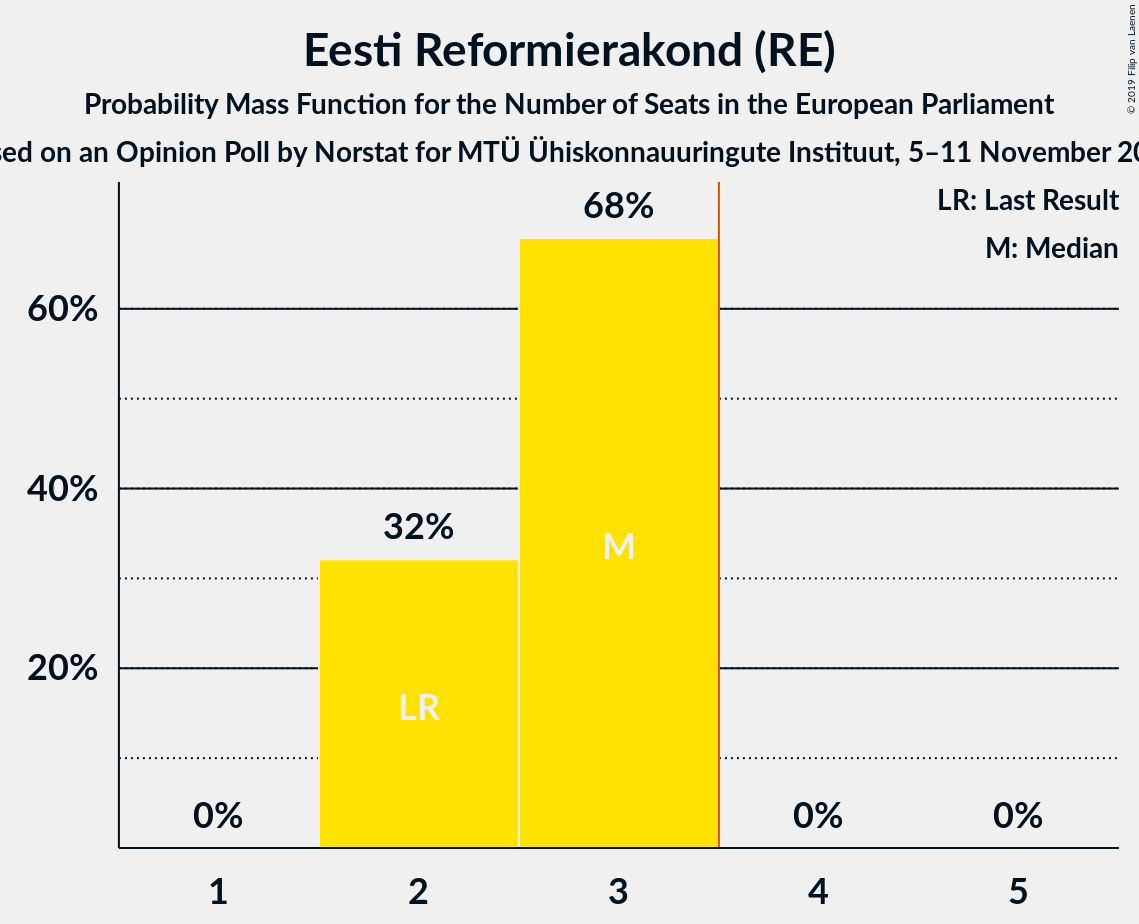 Eesti Reformierakond (RE)
Probability Mass Function for the Number of Seats in the European Parliament
on an Opinion Poll by Norstat for MTÜ Ühiskonnauuringute Instituut, 5–11 November
© 2019 Filip van Laenen
LR: Last Result
M: Median
68%
60%
40%
32%
M
20%
LR
0%
0%
0%
1
2
3
4
5